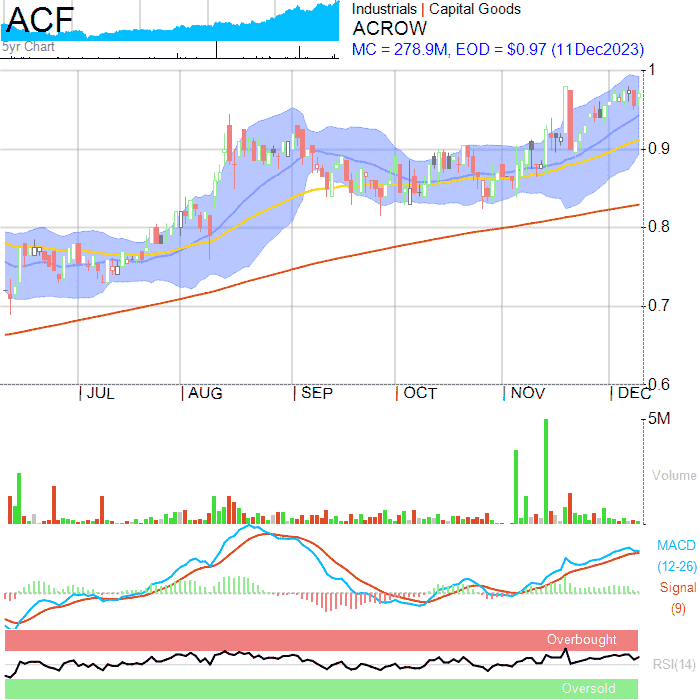 ACF
5yr Chart
Industrials | Capital Goods
ACROW
MC = 278.9M, EOD = $0.97 (11Dec2023)
1
0.9
0.8
0.7
0.6
JUL AUG SEP OCT NOV DEC
5M
Volume
MACD
(12-26)
Signal
(9)
Overbought
RSI(14)
Oversold